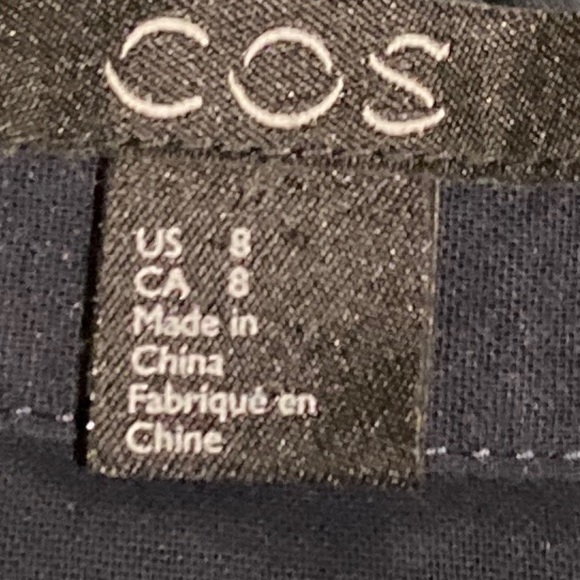 COS
US 8
CA 8
Made in
China
Fabriqué en
Chine